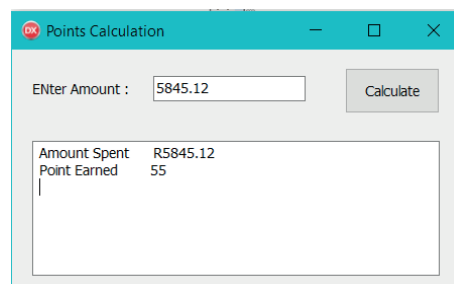 DX Points Calculation
ENter Amount : 5845.12 Calculate
Amount Spent R5845.12
Point Earned 55